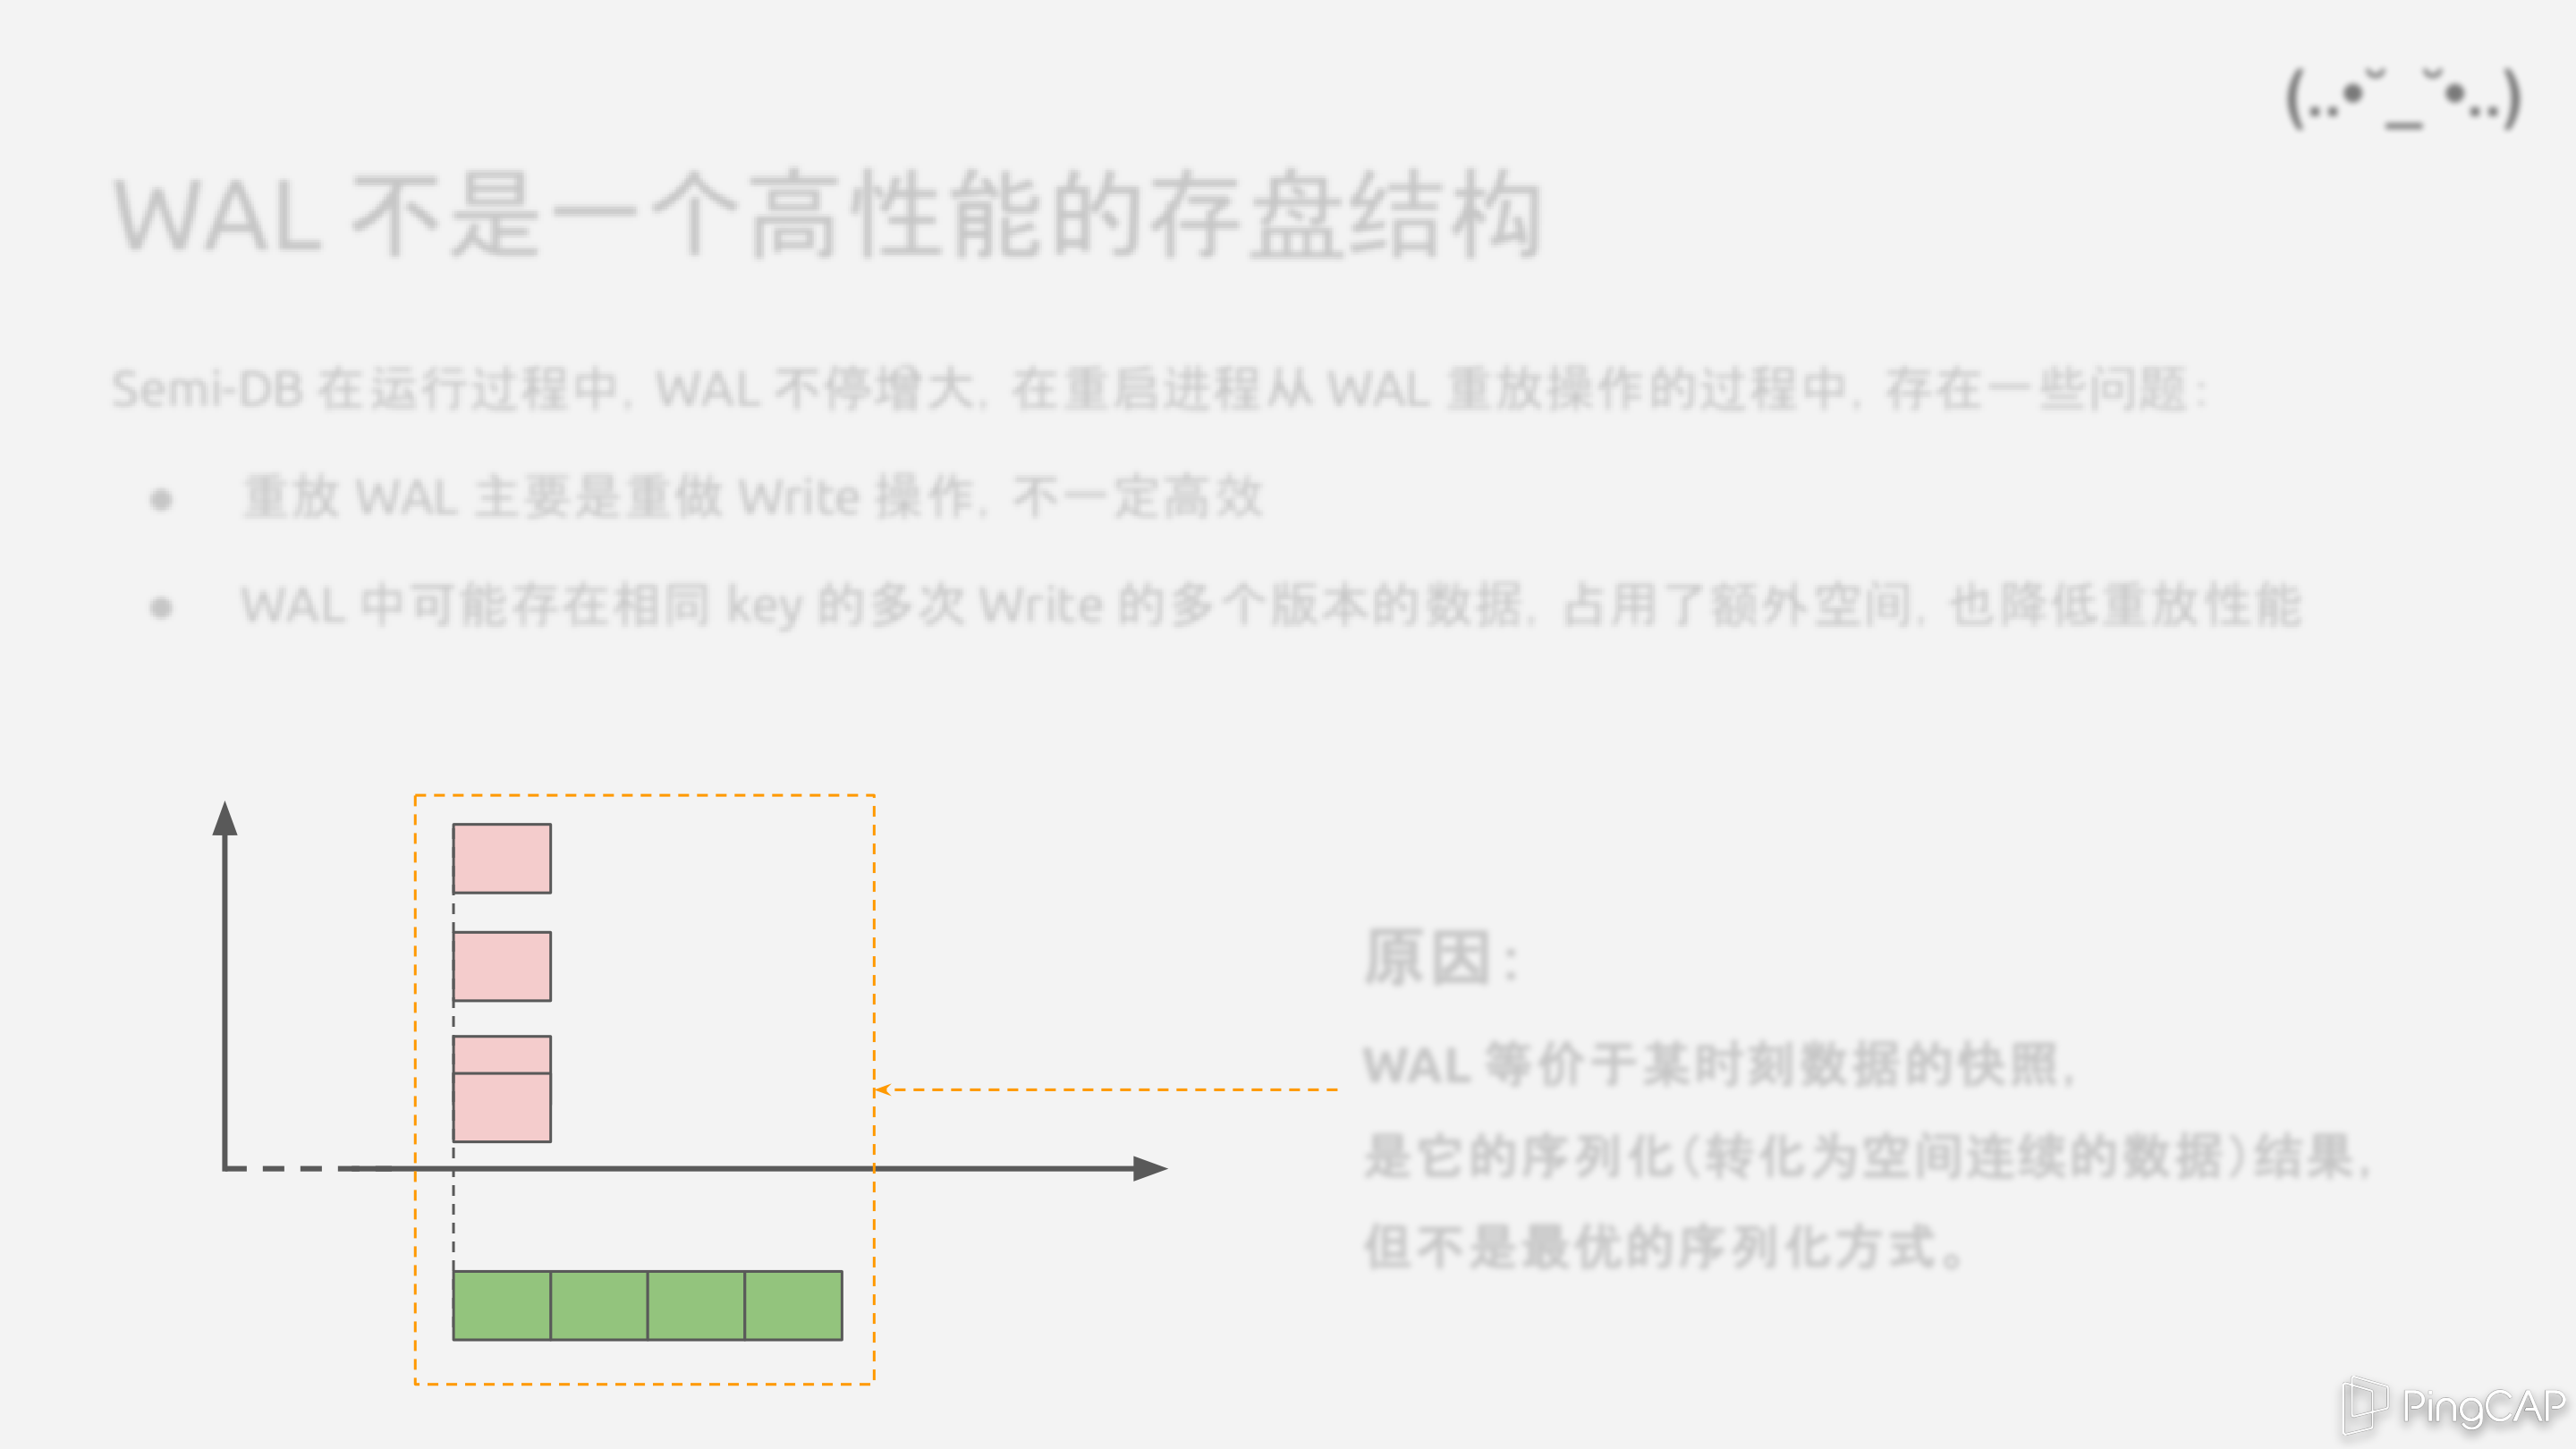 (..•˘_˘•..)
WAL 不是一个高性能的存盘结构
Semi-DB 在运行过程中，WAL 不停增大，在重启进程从 WAL 重放操作的过程中，存在一些问题：
● 重放 WAL 主要是重做 Write 操作，不一定高效
● WAL 中可能存在相同 key 的多次 Write 的多个版本的数据，占用了额外空间，也降低重放性能
原因：
WAL 等价于某时刻数据的快照，
是它的序列化（转化为空间连续的数据）结果，
但不是最优的序列化方式。
PingCAP